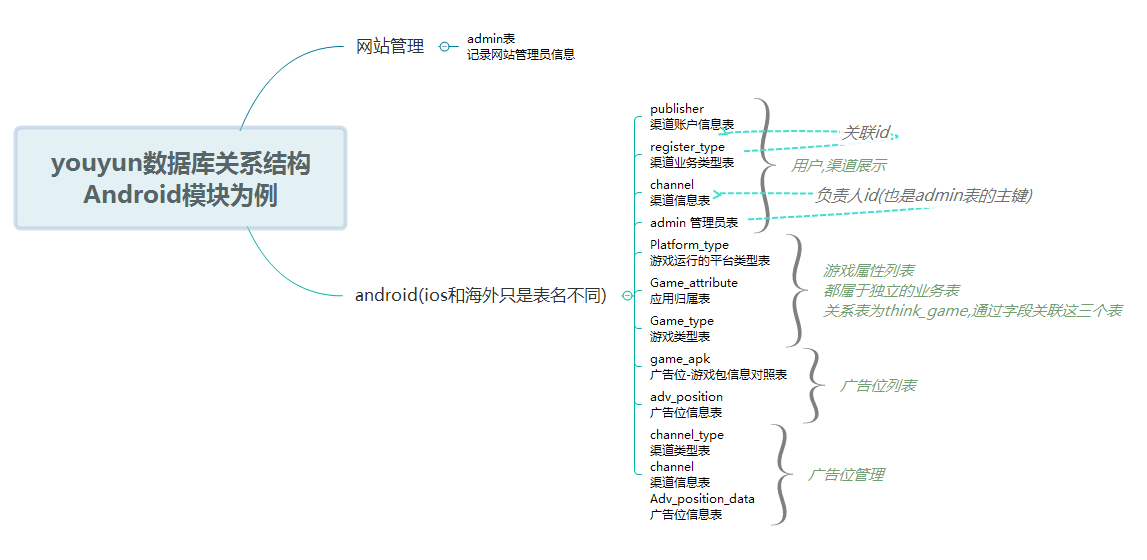 网站管理
admin表
记录网站管理员信息
youyun数据库关系结构
Android模块为例
android(ios和海外只是表名不同)
publisher
渠道账户信息表
register_type
渠道业务类型表
channel
渠道信息表
admin 管理员表
关联id
用户,渠道展示
负责人id(也是admin表的主键)
Platform_type
游戏运行的平台类型表
Game_attribute
应用归属表
Game_type
游戏类型表
游戏属性列表
都属于独立的业务表
关系表为think_game,通过字段关联这三个表
game_apk
广告位-游戏包信息对照表
adv_position
广告位信息表
广告位列表
channel_type
渠道类型表
channel
渠道信息表
Adv_position_data
广告位信息表
广告位管理